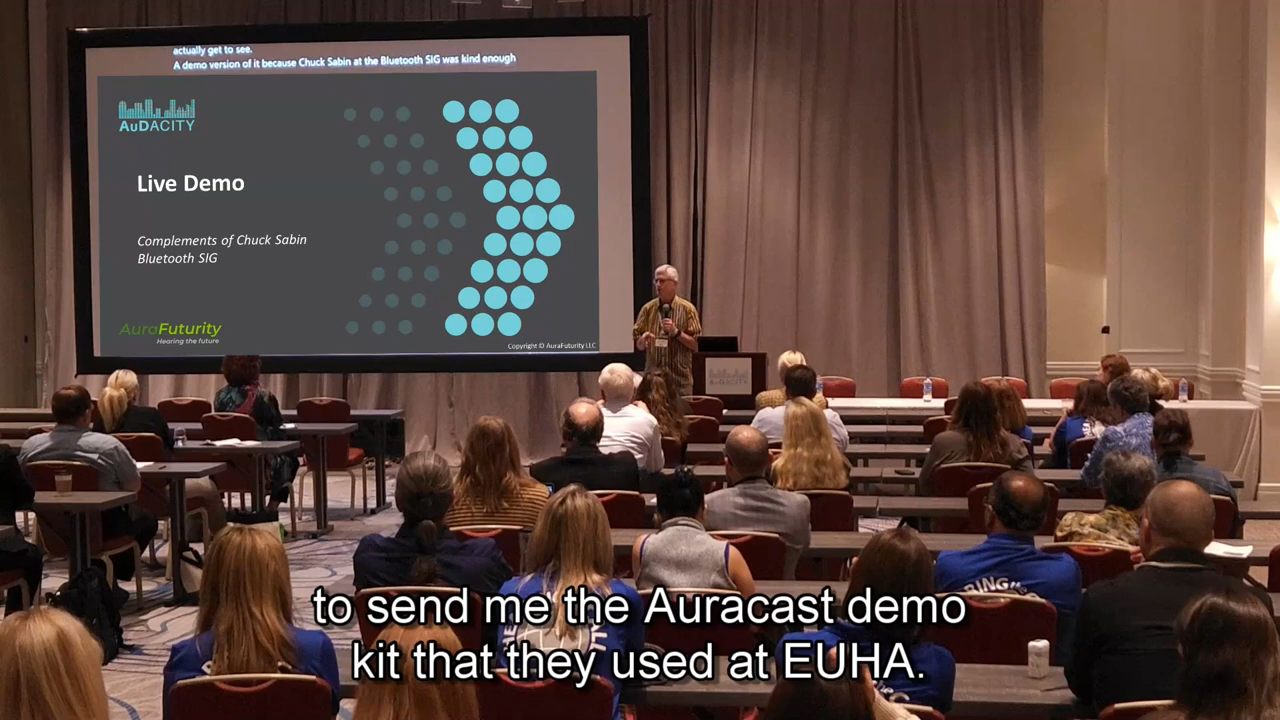 actually get to see.
A demo version of it because Chuck Sabin at the Bluetooth SIG was kind enough
AuDACITY
Live Demo
Complements of Chuck Sabin
Bluetooth SIG
AuraFuturity
Hearing the future
Copyright © AuraFuturity LLC
AuDACITY
to send me the Auracast demo
kit that they used at EUHA.